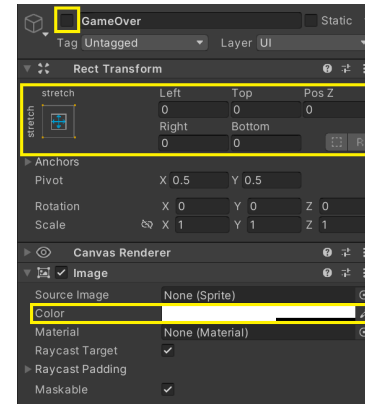 GameOver Static
Tag Untagged Layer UI
Rect Transform
stretch Left Top Pos Z
stretch 0 0 0
Right Bottom
0 0 R
Anchors
Pivot X 0.5 Y 0.5
Rotation X 0 Y 0 Z 0
Scale X 1 Y 1 Z 1
Canvas Renderer
Image
Source Image None (Sprite)
Color
Material None (Material)
Raycast Target
Raycast Padding
Maskable